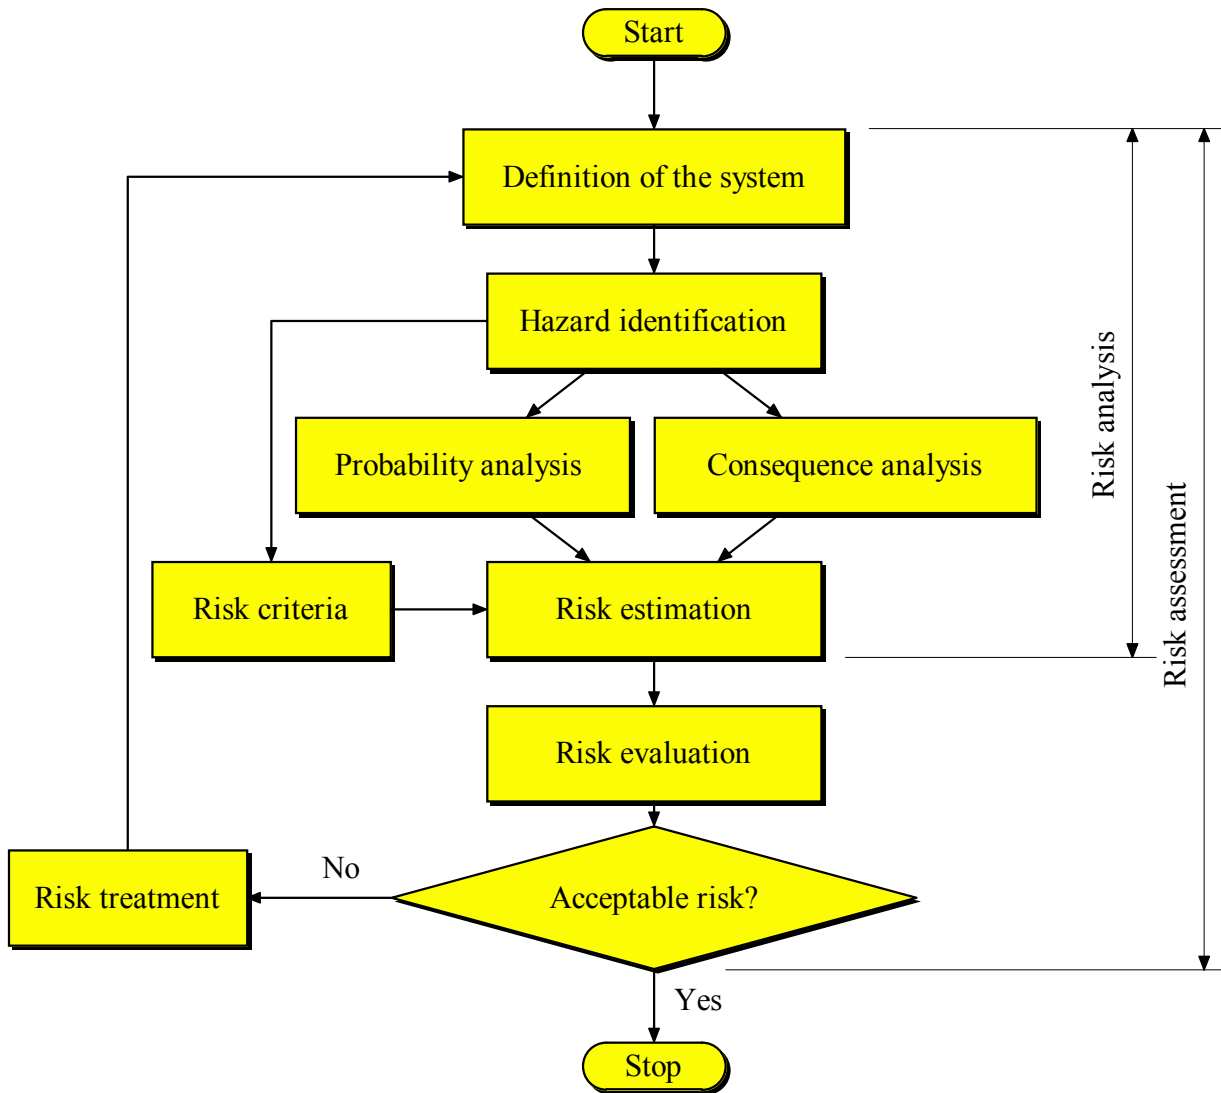 Start
Definition of the system
Hazard identification
Probability analysis
Consequence analysis
Risk criteria
Risk estimation
Risk evaluation
Acceptable risk?
No
Risk treatment
Yes
Stop
Risk analysis
Risk assessment